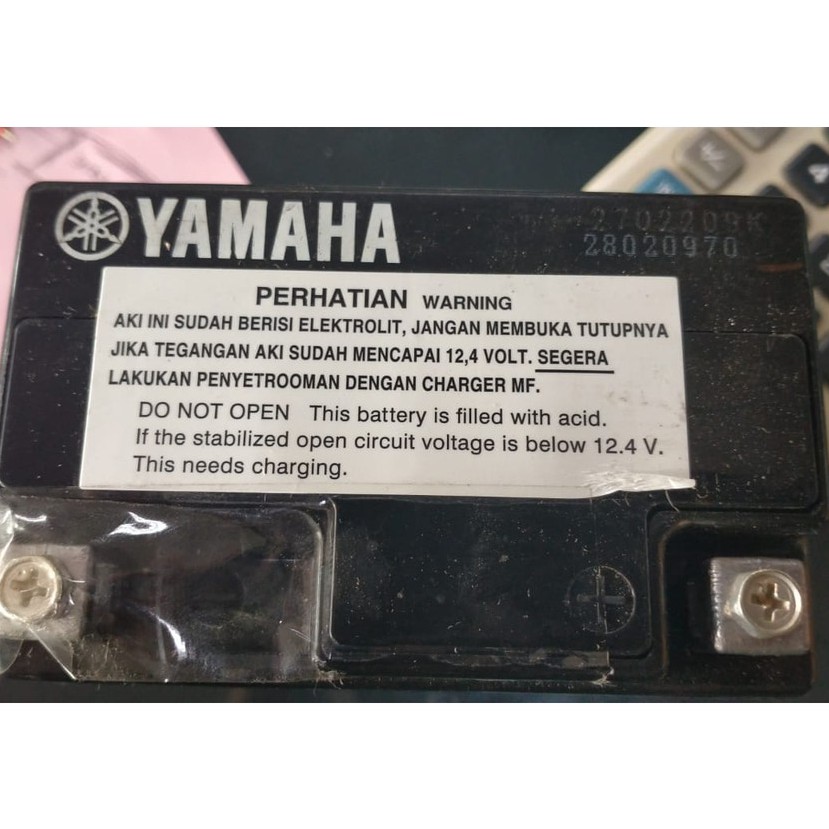 YAMAHA
2702209K
28020970
PERHATIAN WARNING
AKI INI SUDAH BERISI ELEKTROLIT, JANGAN MEMBUKA TUTUPNYA
JIKA TEGANGAN AKI SUDAH MENCAPAI 12,4 VOLT. SEGERA
LAKUKAN PENYETROOMAN DENGAN CHARGER MF.
DO NOT OPEN This battery is filled with acid.
If the stabilized open circuit voltage is below 12.4 V.
This needs charging.